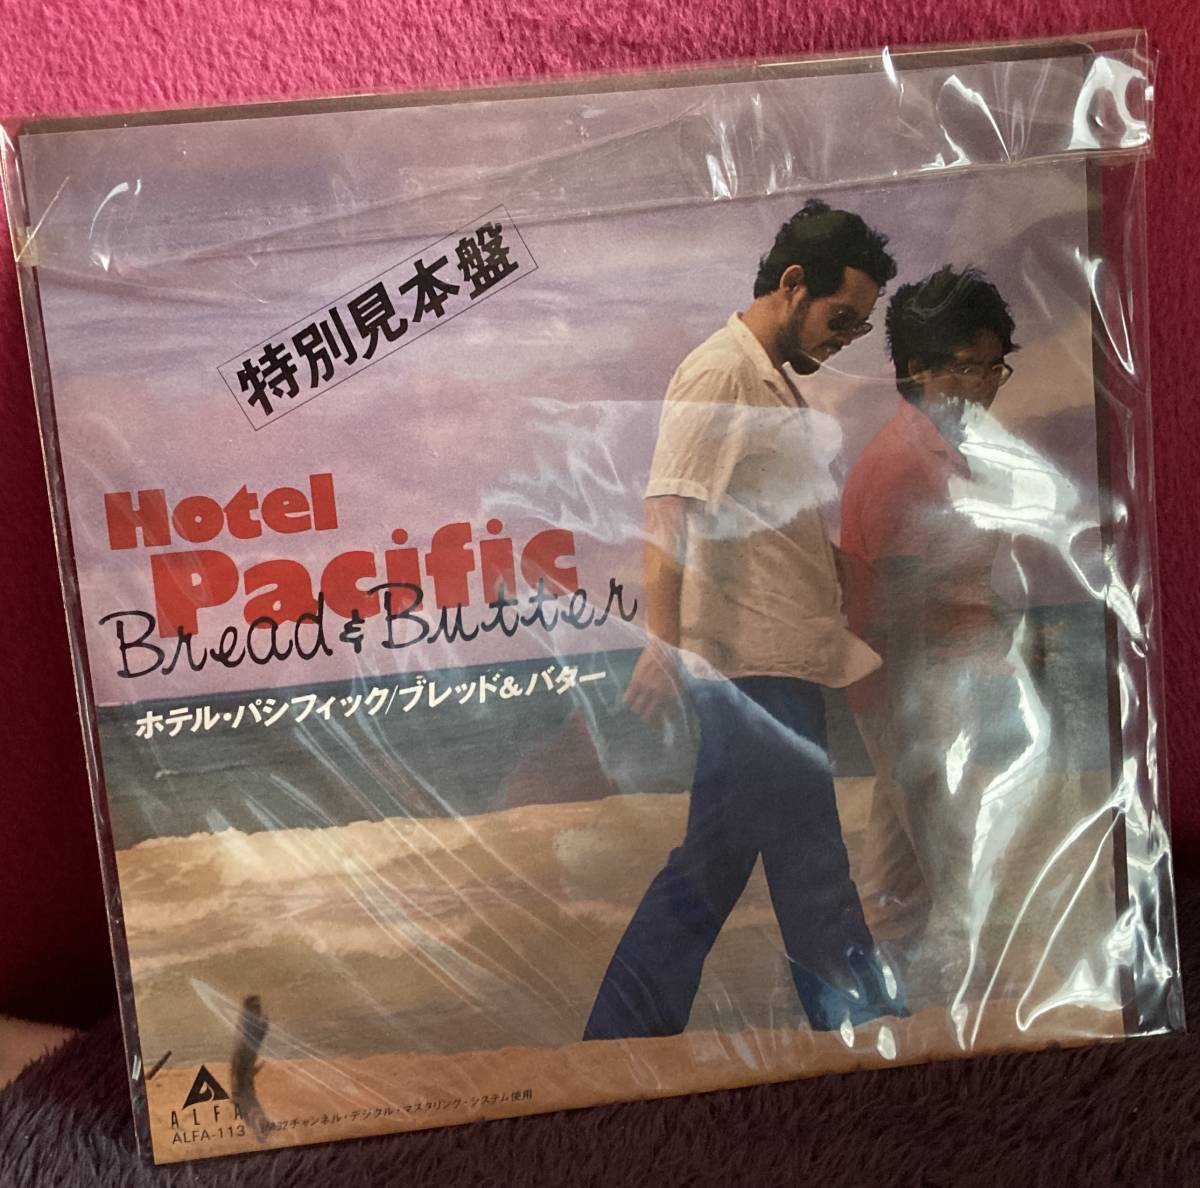 特別見本盤
Hotel
Pacific
Bread & Butter
ホテル・パシフィック/ブレッド&バター
ALFA
ALFA-113
32チャンネル・デジタル・マスタリング・システム使用